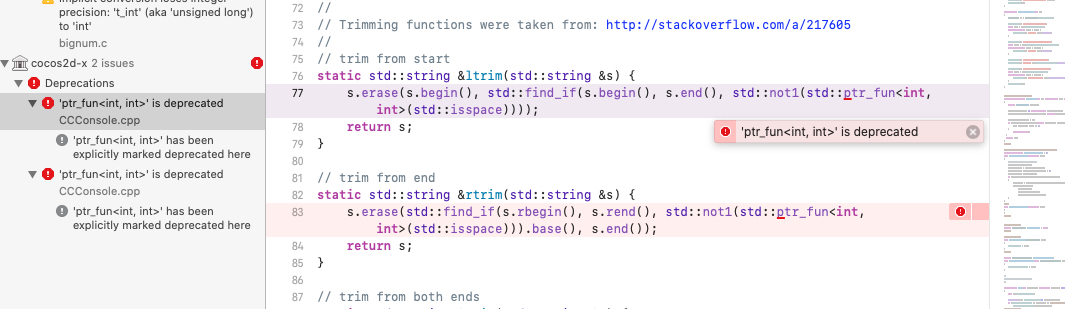 implicit conversion loses integer
precision: 't_int' (aka 'unsigned long')
to 'int'
bignum.c
cocos2d-x 2 issues
Deprecations
'ptr_fun<int, int>' is deprecated
CCConsole.cpp
'ptr_fun<int, int>' has been
explicitly marked deprecated here
'ptr_fun<int, int>' is deprecated
CCConsole.cpp
'ptr_fun<int, int>' has been
explicitly marked deprecated here
72 //
73 // Trimming functions were taken from: http://stackoverflow.com/a/217605
74 //
75 // trim from start
76 static std::string &ltrim(std::string &s) {
77 s.erase(s.begin(), std::find_if(s.begin(), s.end(), std::not1(std::ptr_fun<int,
int>(std::isspace))));
78 return s;
'ptr_fun<int, int>' is deprecated
79 }
80
81 // trim from end
82 static std::string &rtrim(std::string &s) {
83 s.erase(std::find_if(s.rbegin(), s.rend(), std::not1(std::ptr_fun<int,
int>(std::isspace))).base(), s.end());
84 return s;
85 }
86
87 // trim from both ends